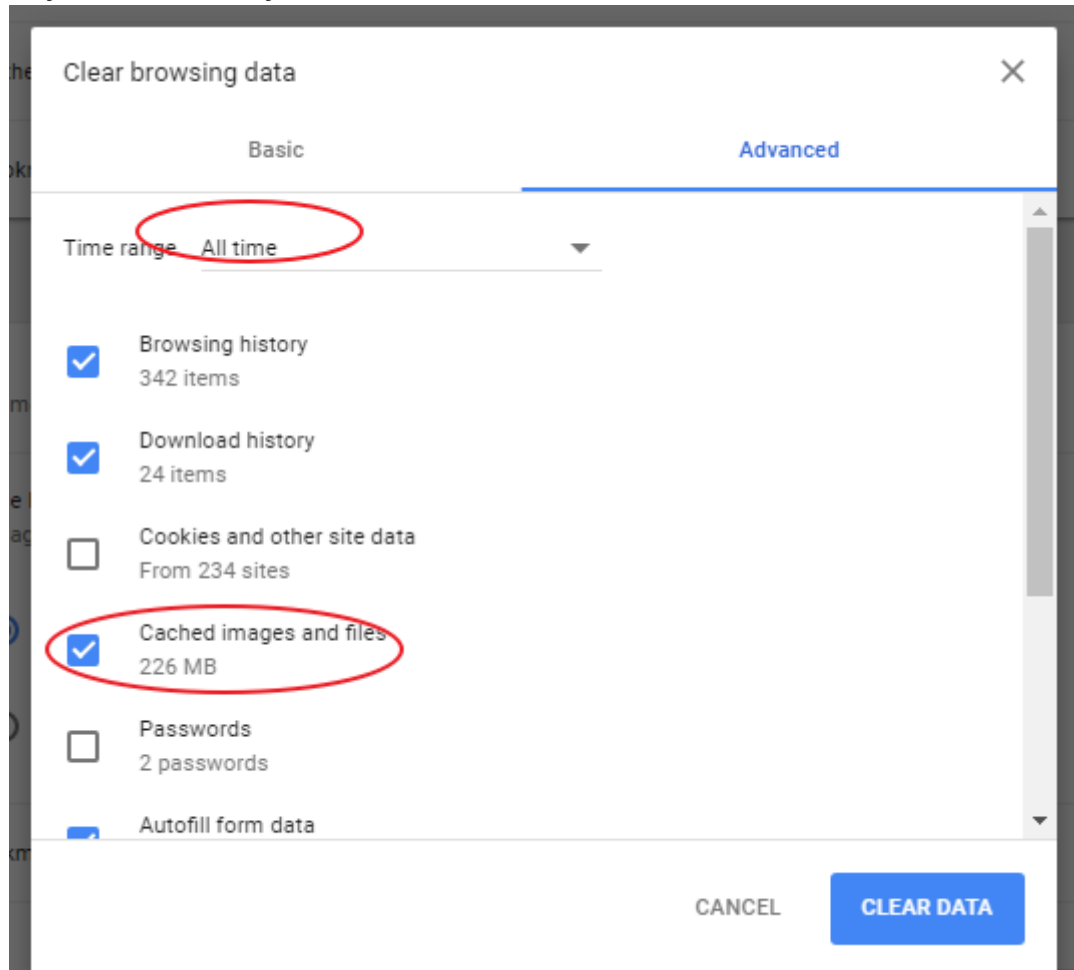 Clear browsing data
Basic
Advanced
Time range All time
Browsing history
342 items
Download history
24 items
Cookies and other site data
From 234 sites
Cached images and files
226 MB
Passwords
2 passwords
Autofill form data
CANCEL
CLEAR DATA